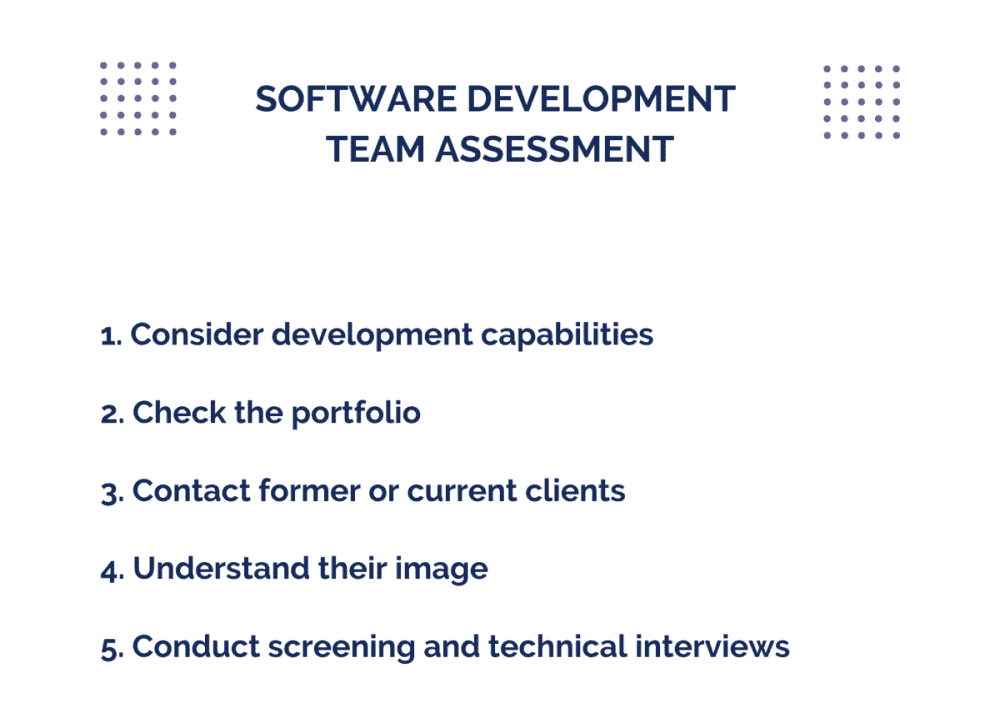 SOFTWARE DEVELOPMENT
TEAM ASSESSMENT
1. Consider development capabilities
2. Check the portfolio
3. Contact former or current clients
4. Understand their image
5. Conduct screening and technical interviews